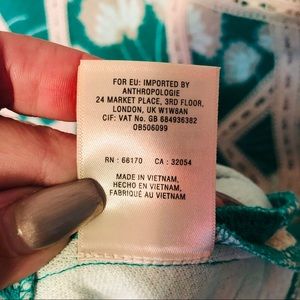 FOR EU: IMPORTED BY
ANTHROPOLOGIE
24 MARKET PLACE, 3RD FLOOR,
LONDON, UK W1W8AN
CIF: VAT No. GB 684936382
OB506099
RN : 66170 CA : 32054
MADE IN VIETNAM,
HECHO EN VIETNAM,
FABRIQUÉ AU VIETNAM